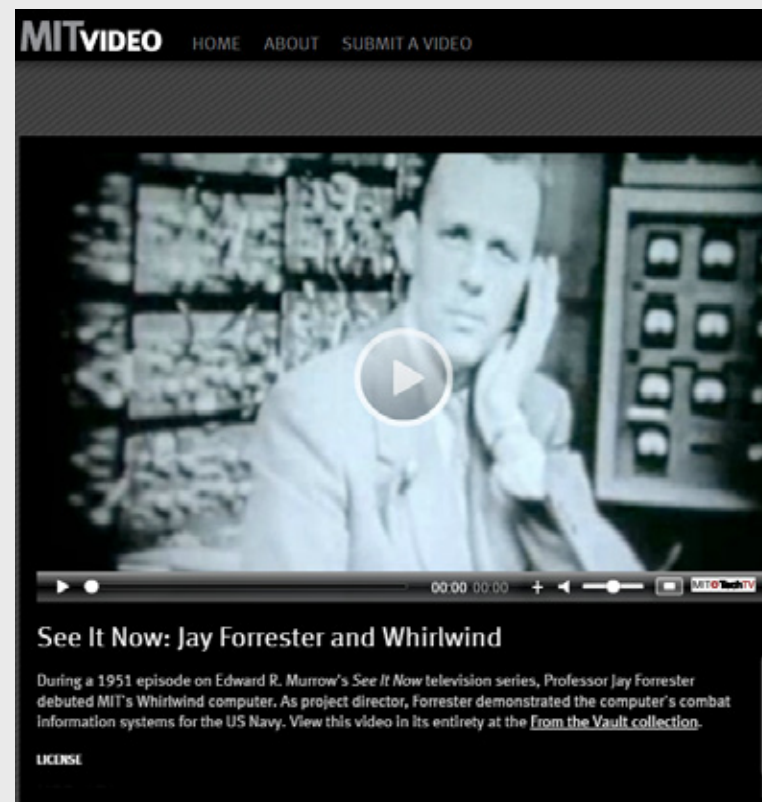 MITVIDEO HOME ABOUT SUBMIT A VIDEO
00:00 00:00
MIT TechTV
See It Now: Jay Forrester and Whirlwind
During a 1951 episode on Edward R. Murrow's See It Now television series, Professor Jay Forrester
debuted MIT's Whirlwind computer. As project director, Forrester demonstrated the computer's combat
information systems for the US Navy. View this video in its entirety at the From the Vault collection.
LICENSE